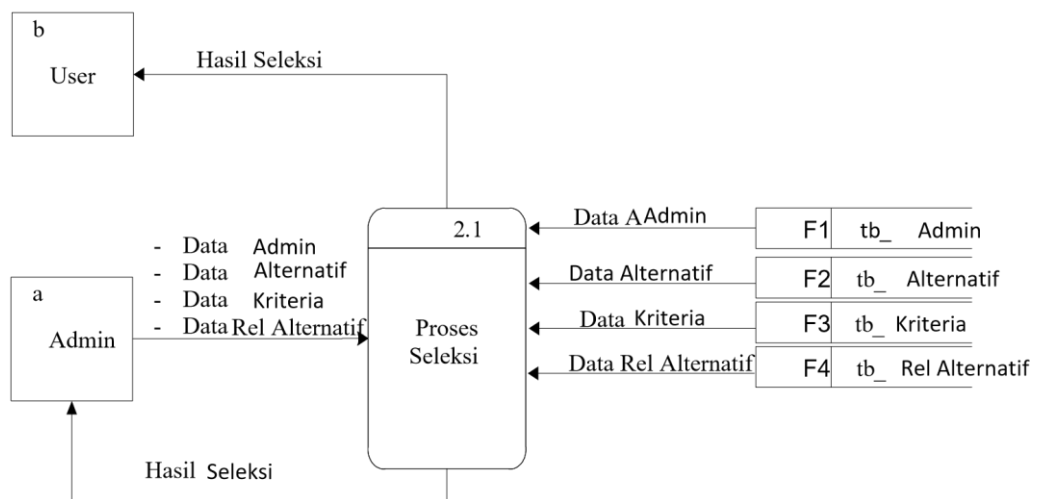 b
User
Hasil Seleksi
2.1
Proses
Seleksi
- Data Admin
- Data Alternatif
- Data Kriteria
- Data Rel Alternatif
a
Admin
Hasil Seleksi
Data AAdmin
F1 tb_ Admin
Data Alternatif
F2 tb_ Alternatif
Data Kriteria
F3 tb_ Kriteria
Data Rel Alternatif
F4 tb_ Rel Alternatif